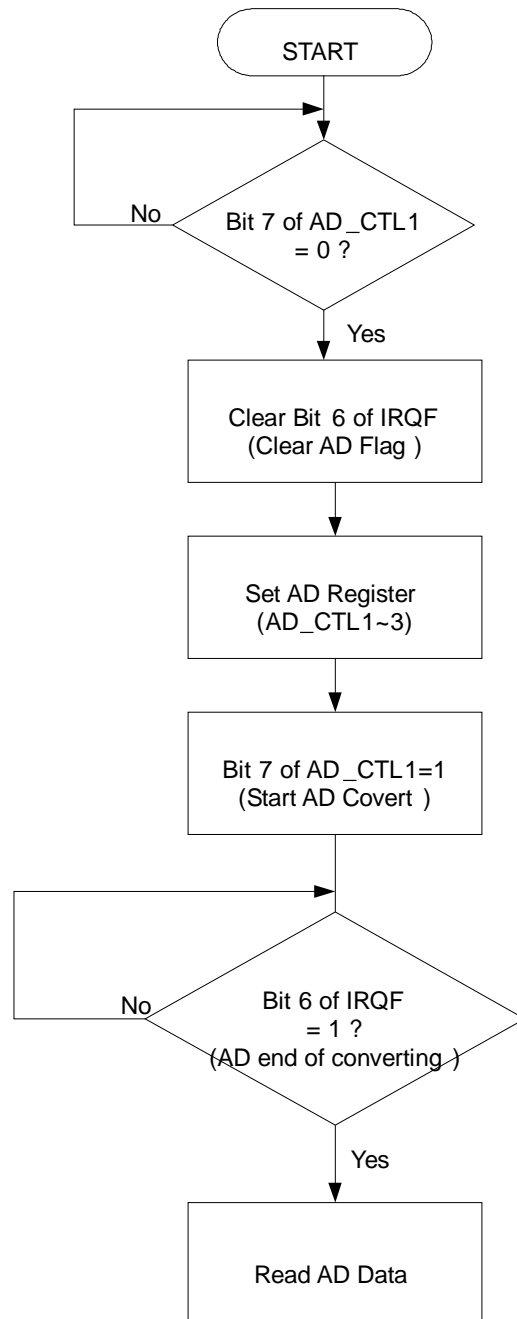 START
No
Bit 7 of AD_CTL1
= 0 ?
Yes
Clear Bit 6 of IRQF
(Clear AD Flag )
Set AD Register
(AD_CTL1~3)
Bit 7 of AD_CTL1=1
(Start AD Covert )
No
Bit 6 of IRQF
= 1 ?
(AD end of converting )
Yes
Read AD Data